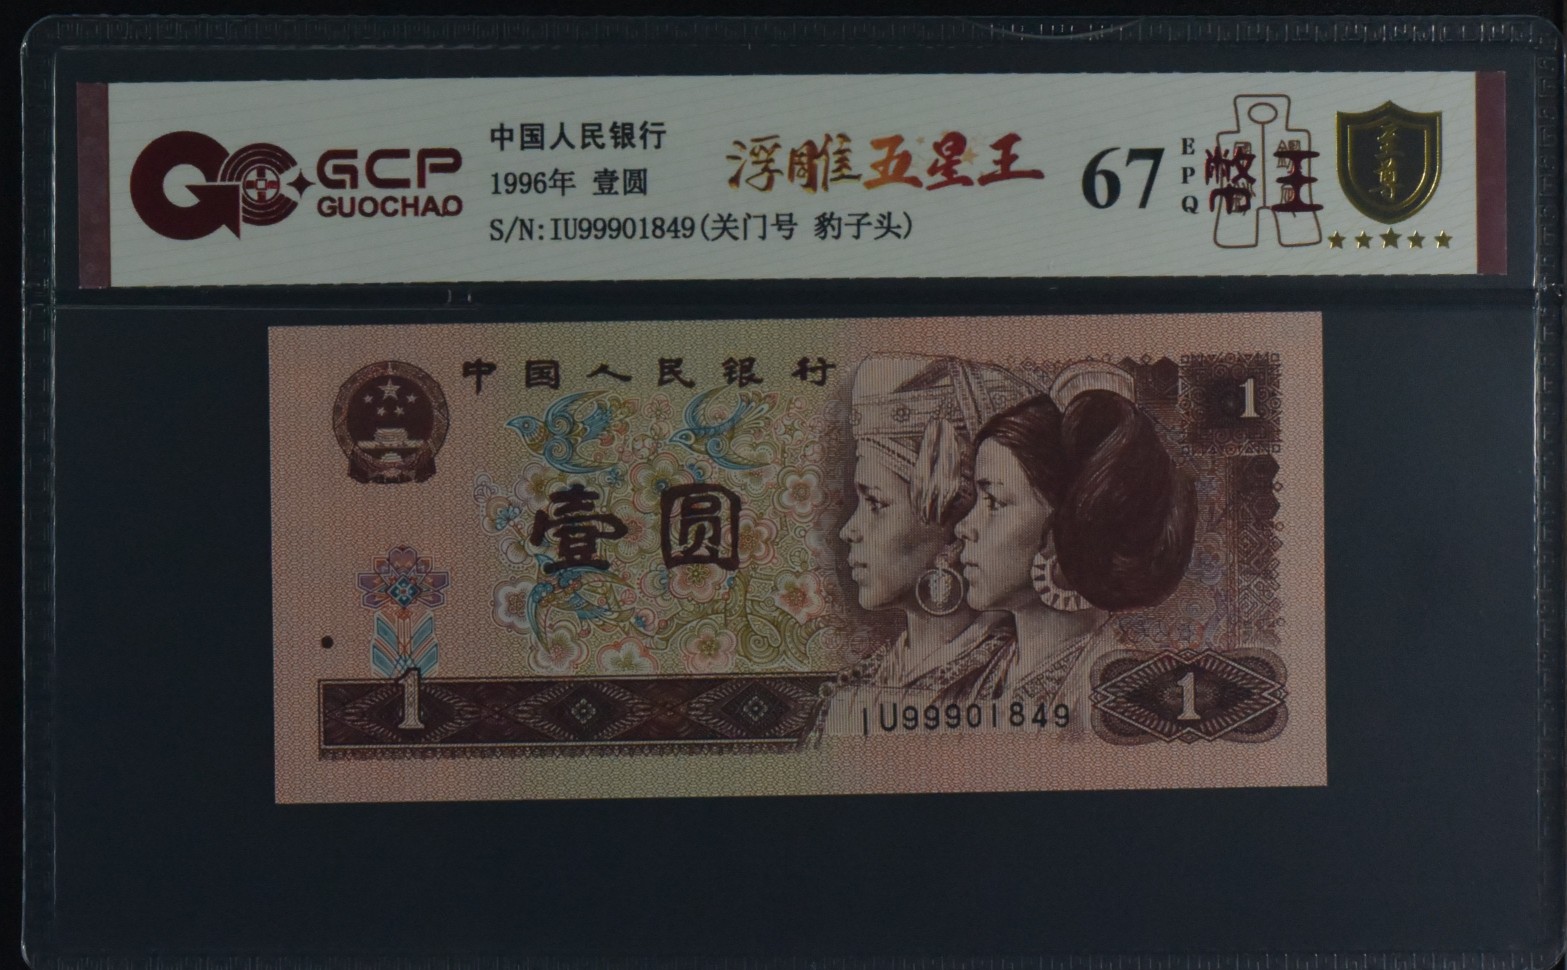 GCP
GUOCHAO
中国人民银行
1996年 壹圆
S/N:IU99901849(关门号 豹子头)
浮雕五星王
67
EPQ
至尊
中国人民银行
1
壹圆
1
IU99901849
1